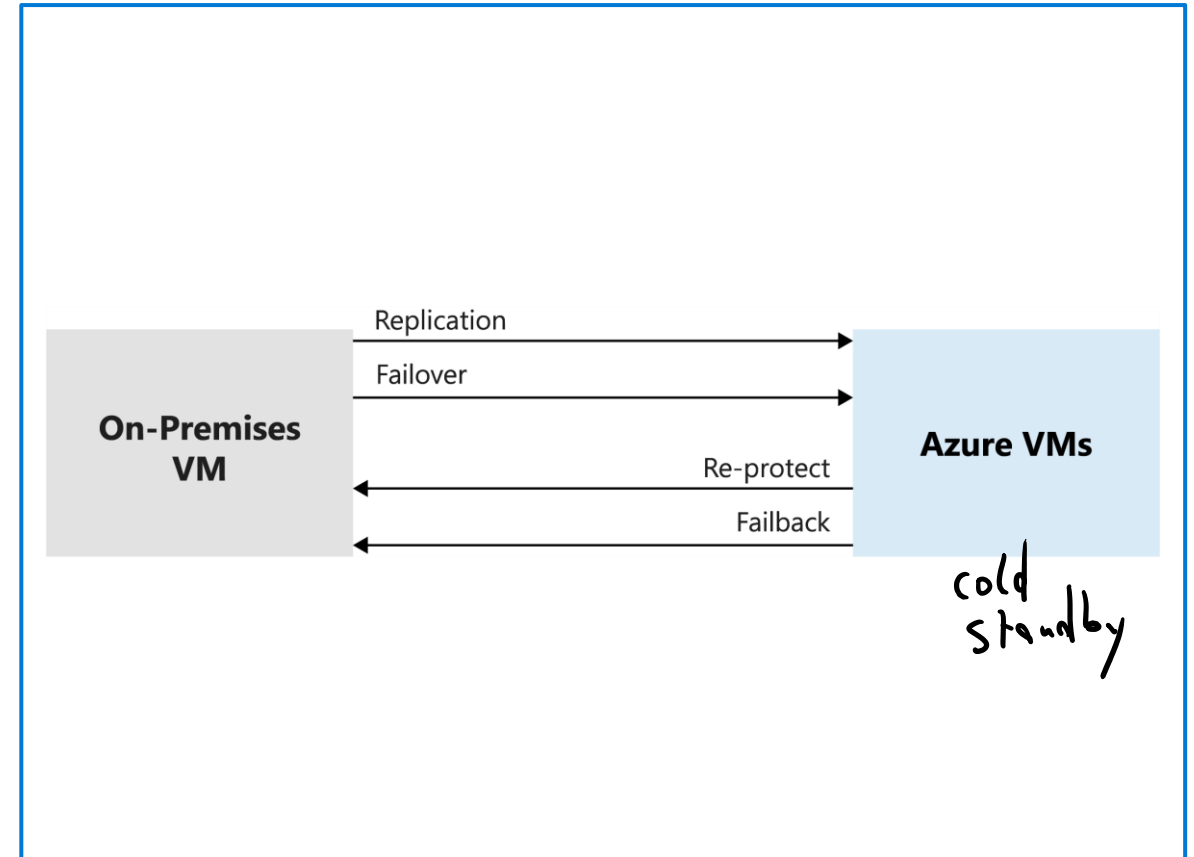 Replication
Failover
On-Premises
VM
Azure VMs
Re-protect
Failback
cold
standby